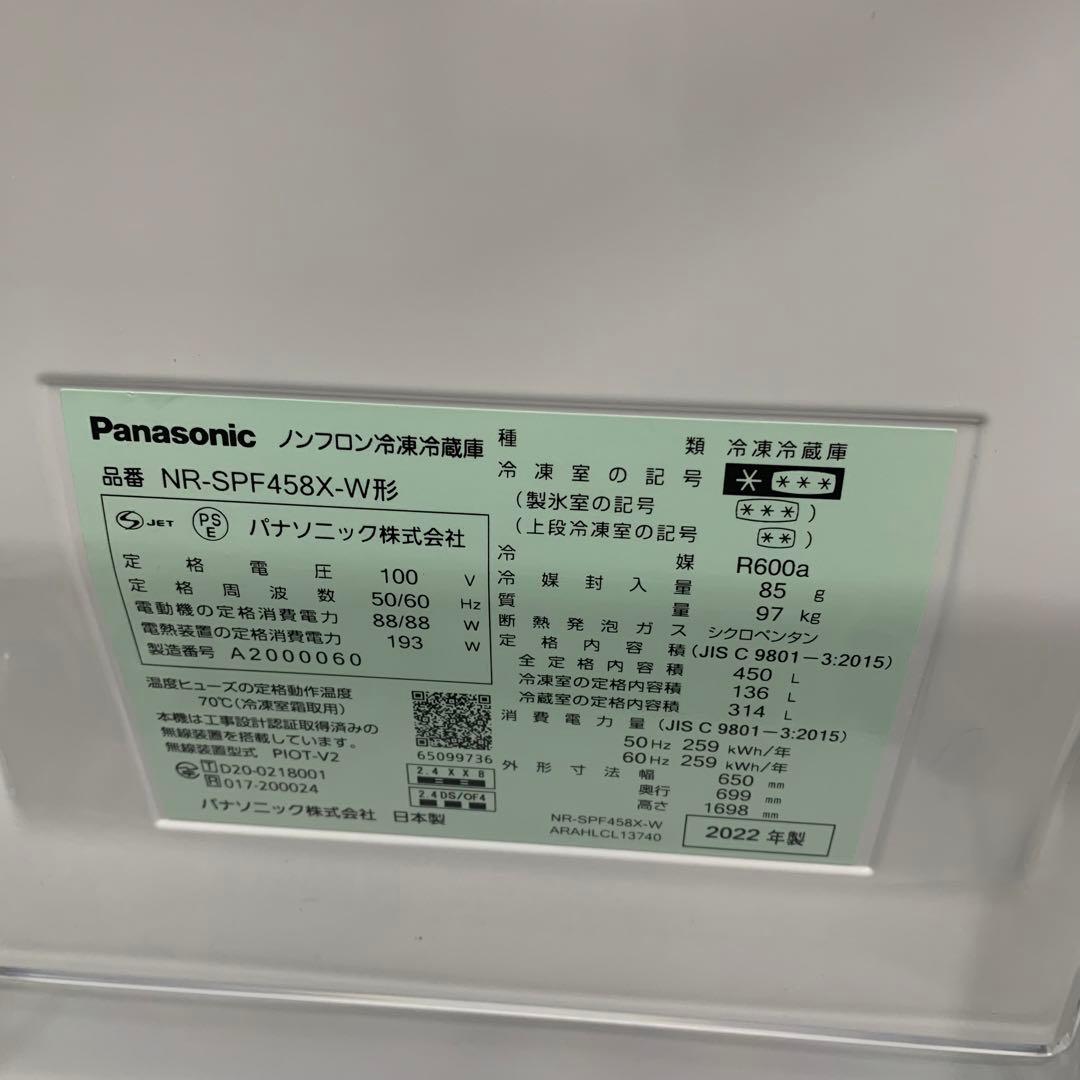 Panasonic ノンフロン冷凍冷蔵庫
品番 NR-SPF458X-W形
S JET PS E パナソニック株式会社
定格電圧 100 V
定格周波数 50/60 Hz
電動機の定格消費電力 88/88 W
電熱装置の定格消費電力 193 W
製造番号 A2000060
温度ヒューズの定格動作温度
70℃(冷凍室霜取用)
本機は工事設計認証取得済みの
無線装置を搭載しています。
無線装置型式 PIOT-V2
T D20-0218001
R 017-200024
65099736
2.4 X X 8
2.4 DS/OF4
パナソニック株式会社 日本製
種類 冷凍冷蔵庫
冷凍室の記号 * ***
(製氷室の記号 *** )
(上段冷凍室の記号 ** )
冷媒 R600a
冷媒封入量 85 g
質量 97 kg
断熱発泡ガス シクロペンタン
定格内容積 (JIS C 9801-3:2015)
全定格内容積 450 L
冷凍室の定格内容積 136 L
冷蔵室の定格内容積 314 L
消費電力量 (JIS C 9801-3:2015)
50Hz 259 kWh/年
60Hz 259 kWh/年
外形寸法 幅 650 mm
奥行 699 mm
高さ 1698 mm
NR-SPF458X-W
ARAHLCL13740
2022 年製